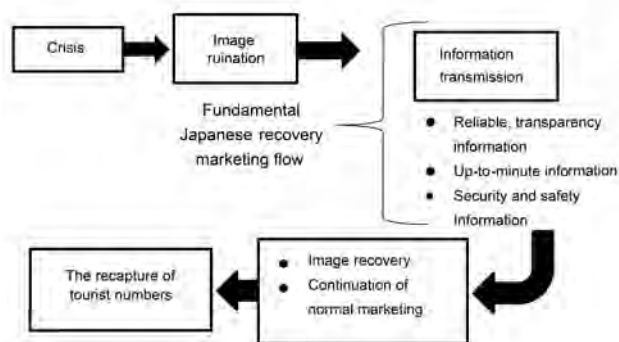 Crisis
Image
ruination
Information
transmission
Fundamental
Japanese recovery
marketing flow
● Reliable, transparency
information
● Up-to-minute information
● Security and safety
Information
● Image recovery
● Continuation of
normal marketing
The recapture of
tourist numbers